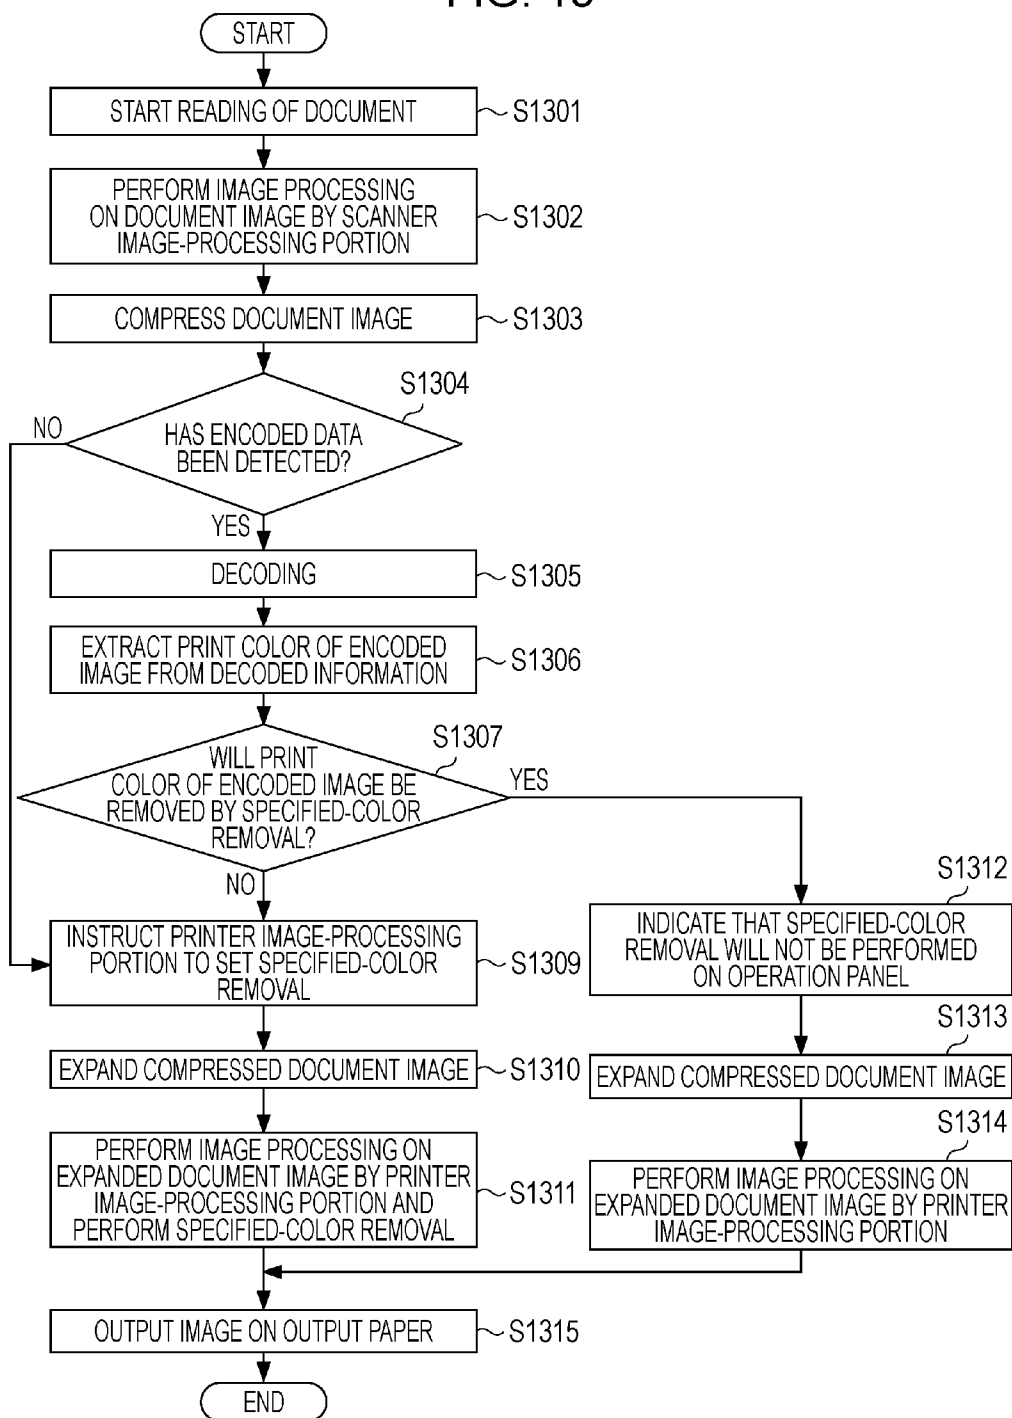 FIG. 13
START
START READING OF DOCUMENT
S1301
PERFORM IMAGE PROCESSING
ON DOCUMENT IMAGE BY SCANNER
IMAGE-PROCESSING PORTION
S1302
COMPRESS DOCUMENT IMAGE
S1303
S1304
NO
HAS ENCODED DATA
BEEN DETECTED?
YES
DECODING
S1305
EXTRACT PRINT COLOR OF ENCODED
IMAGE FROM DECODED INFORMATION
S1306
S1307
WILL PRINT
COLOR OF ENCODED IMAGE BE
REMOVED BY SPECIFIED-COLOR
REMOVAL?
YES
NO
INSTRUCT PRINTER IMAGE-PROCESSING
PORTION TO SET SPECIFIED-COLOR
REMOVAL
S1309
S1312
INDICATE THAT SPECIFIED-COLOR
REMOVAL WILL NOT BE PERFORMED
ON OPERATION PANEL
EXPAND COMPRESSED DOCUMENT IMAGE
S1310
S1313
EXPAND COMPRESSED DOCUMENT IMAGE
PERFORM IMAGE PROCESSING ON
EXPANDED DOCUMENT IMAGE BY PRINTER
IMAGE-PROCESSING PORTION AND
PERFORM SPECIFIED-COLOR REMOVAL
S1311
S1314
PERFORM IMAGE PROCESSING ON
EXPANDED DOCUMENT IMAGE BY PRINTER
IMAGE-PROCESSING PORTION
OUTPUT IMAGE ON OUTPUT PAPER
S1315
END